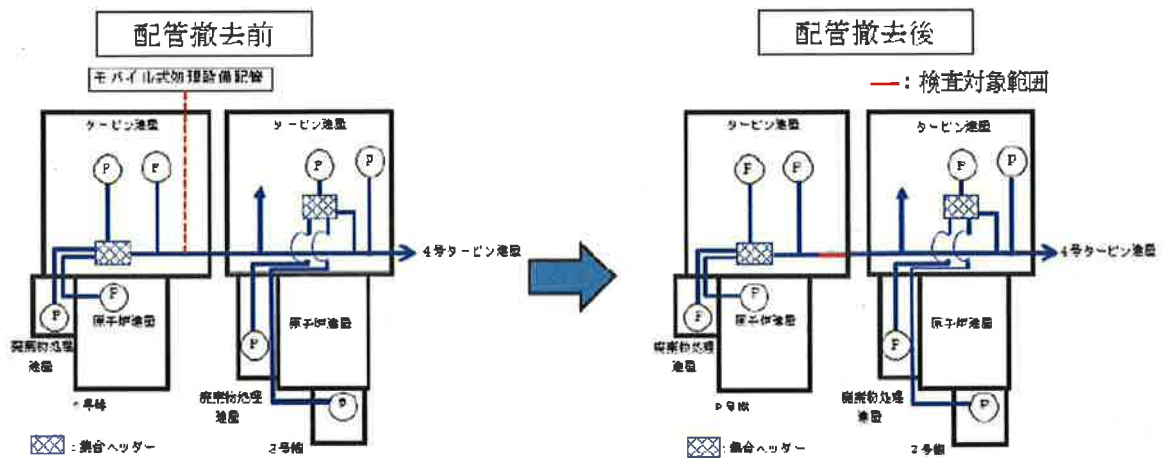 配管撤去前
モバイル式処理設備配管
タービン建屋
タービン建屋
P
P
P
P
4号タービン建屋
P
P
原子炉建屋
原子炉建屋
廃棄物処理
建屋
P
廃棄物処理
建屋
P
号機
2号機
:集合ヘッダー
配管撤去後
:検査対象範囲
タービン建屋
タービン建屋
P
P
P
P
4号タービン建屋
P
P
原子炉建屋
原子炉建屋
廃棄物処理
建屋
P
廃棄物処理
建屋
P
号機
2号機
:集合ヘッダー